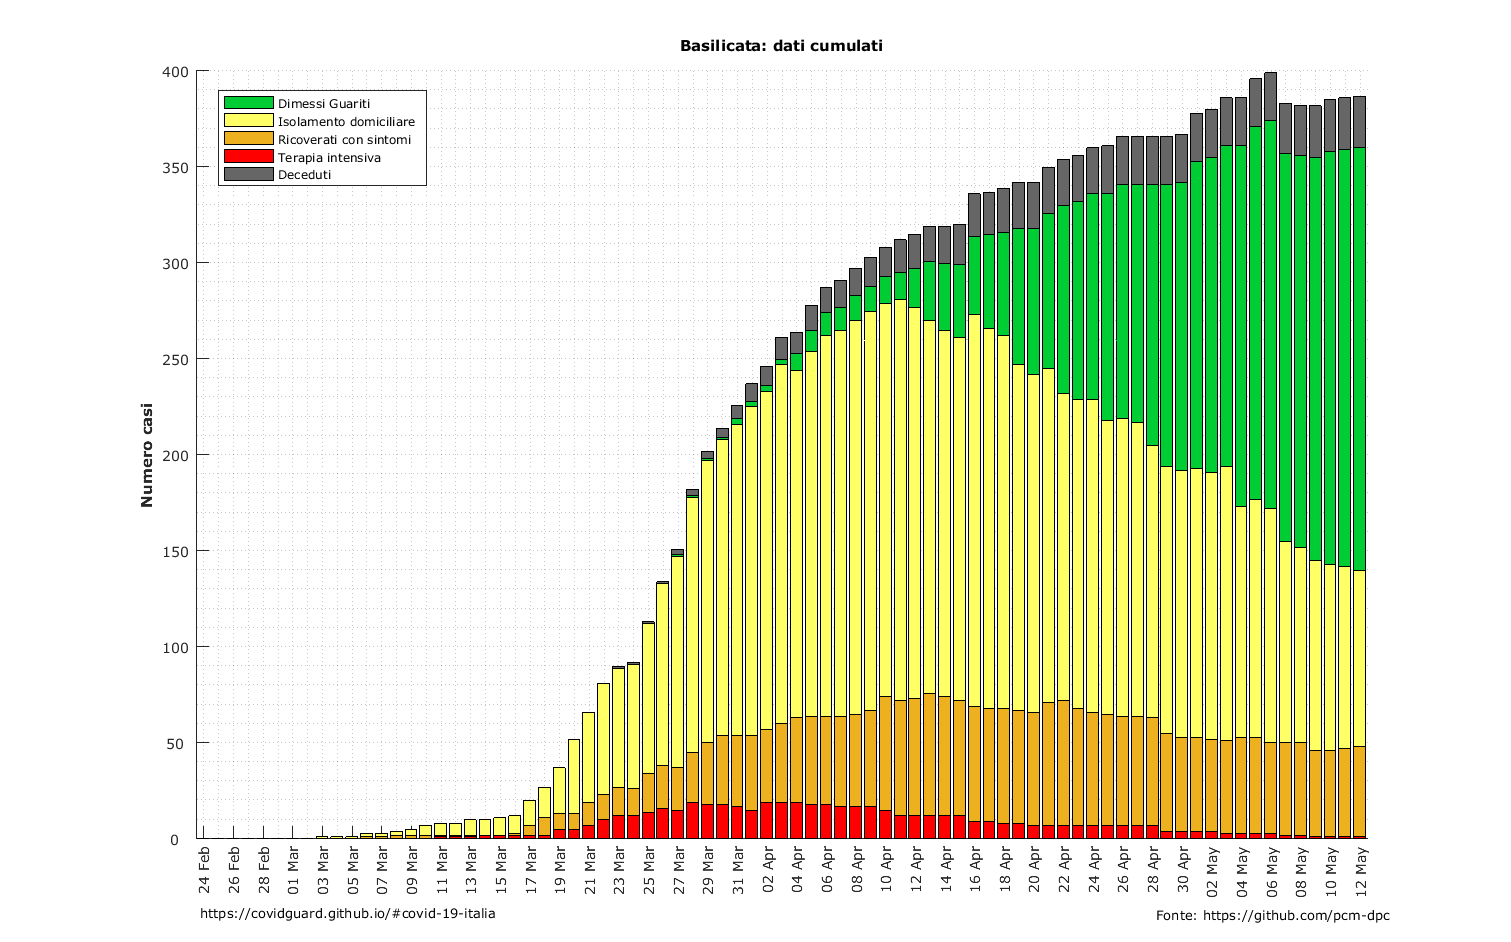 Basilicata: dati cumulati
400
350
300
250
200
150
100
50
0
Numero casi
Dimessi Guariti
Isolamento domiciliare
Ricoverati con sintomi
Terapia intensiva
Deceduti
24 Feb
26 Feb
28 Feb
01 Mar
03 Mar
05 Mar
07 Mar
09 Mar
11 Mar
13 Mar
15 Mar
17 Mar
19 Mar
21 Mar
23 Mar
25 Mar
27 Mar
29 Mar
31 Mar
02 Apr
04 Apr
06 Apr
08 Apr
10 Apr
12 Apr
14 Apr
16 Apr
18 Apr
20 Apr
22 Apr
24 Apr
26 Apr
28 Apr
30 Apr
02 May
04 May
06 May
08 May
10 May
12 May
https://covidguard.github.io/#covid-19-italia
Fonte: https://github.com/pcm-dpc